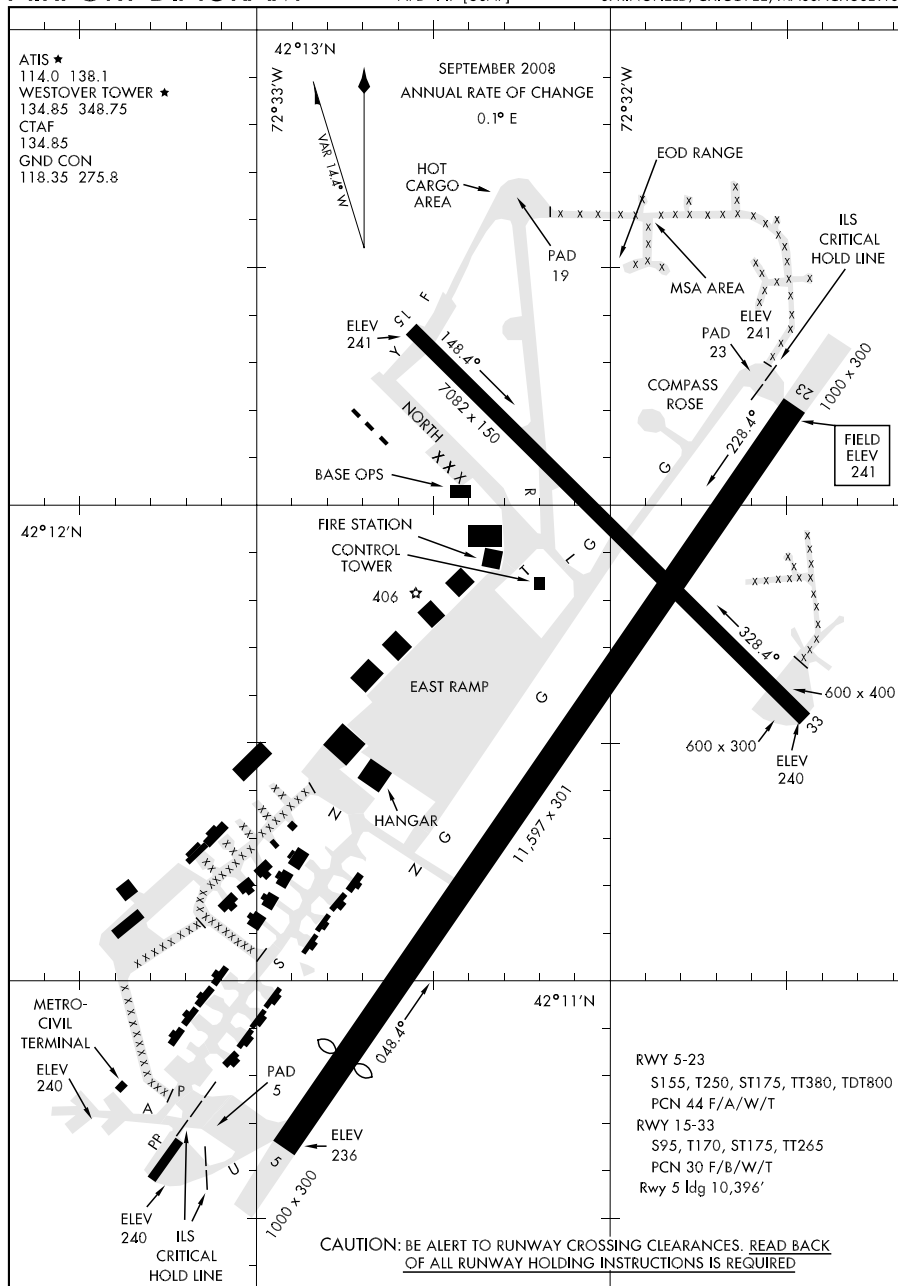 ATIS ★
114.0 138.1
WESTOVER TOWER ★
134.85 348.75
CTAF
134.85
GND CON
118.35 275.8
42°13'N
72°33'W
VAR 14.4° W
SEPTEMBER 2008
ANNUAL RATE OF CHANGE
0.1° E
72°32'W
EOD RANGE
HOT
CARGO
AREA
ILS
CRITICAL
HOLD LINE
PAD
19
MSA AREA
F
15
Y
ELEV
241
148.4°
7082 x 150
ELEV
241
PAD
23
COMPASS
ROSE
23
1000 x 300
228.4°
FIELD
ELEV
241
NORTH
X X X
BASE OPS
R
G
42°12'N
FIRE STATION
CONTROL
TOWER
T
L
G
406
328.4°
EAST RAMP
G
600 x 400
33
600 x 300
ELEV
240
G
HANGAR
N
G
N
11,597 x 301
S
42°11'N
METRO-
CIVIL
TERMINAL
ELEV
240
048.4°
P
A
PAD
5
PP
U
5
ELEV
236
1000 x 300
ELEV
240
ILS
CRITICAL
HOLD LINE
RWY 5-23
S155, T250, ST175, TT380, TDT800
PCN 44 F/A/W/T
RWY 15-33
S95, T170, ST175, TT265
PCN 30 F/B/W/T
Rwy 5 ldg 10,396'
CAUTION: BE ALERT TO RUNWAY CROSSING CLEARANCES. READ BACK
OF ALL RUNWAY HOLDING INSTRUCTIONS IS REQUIRED